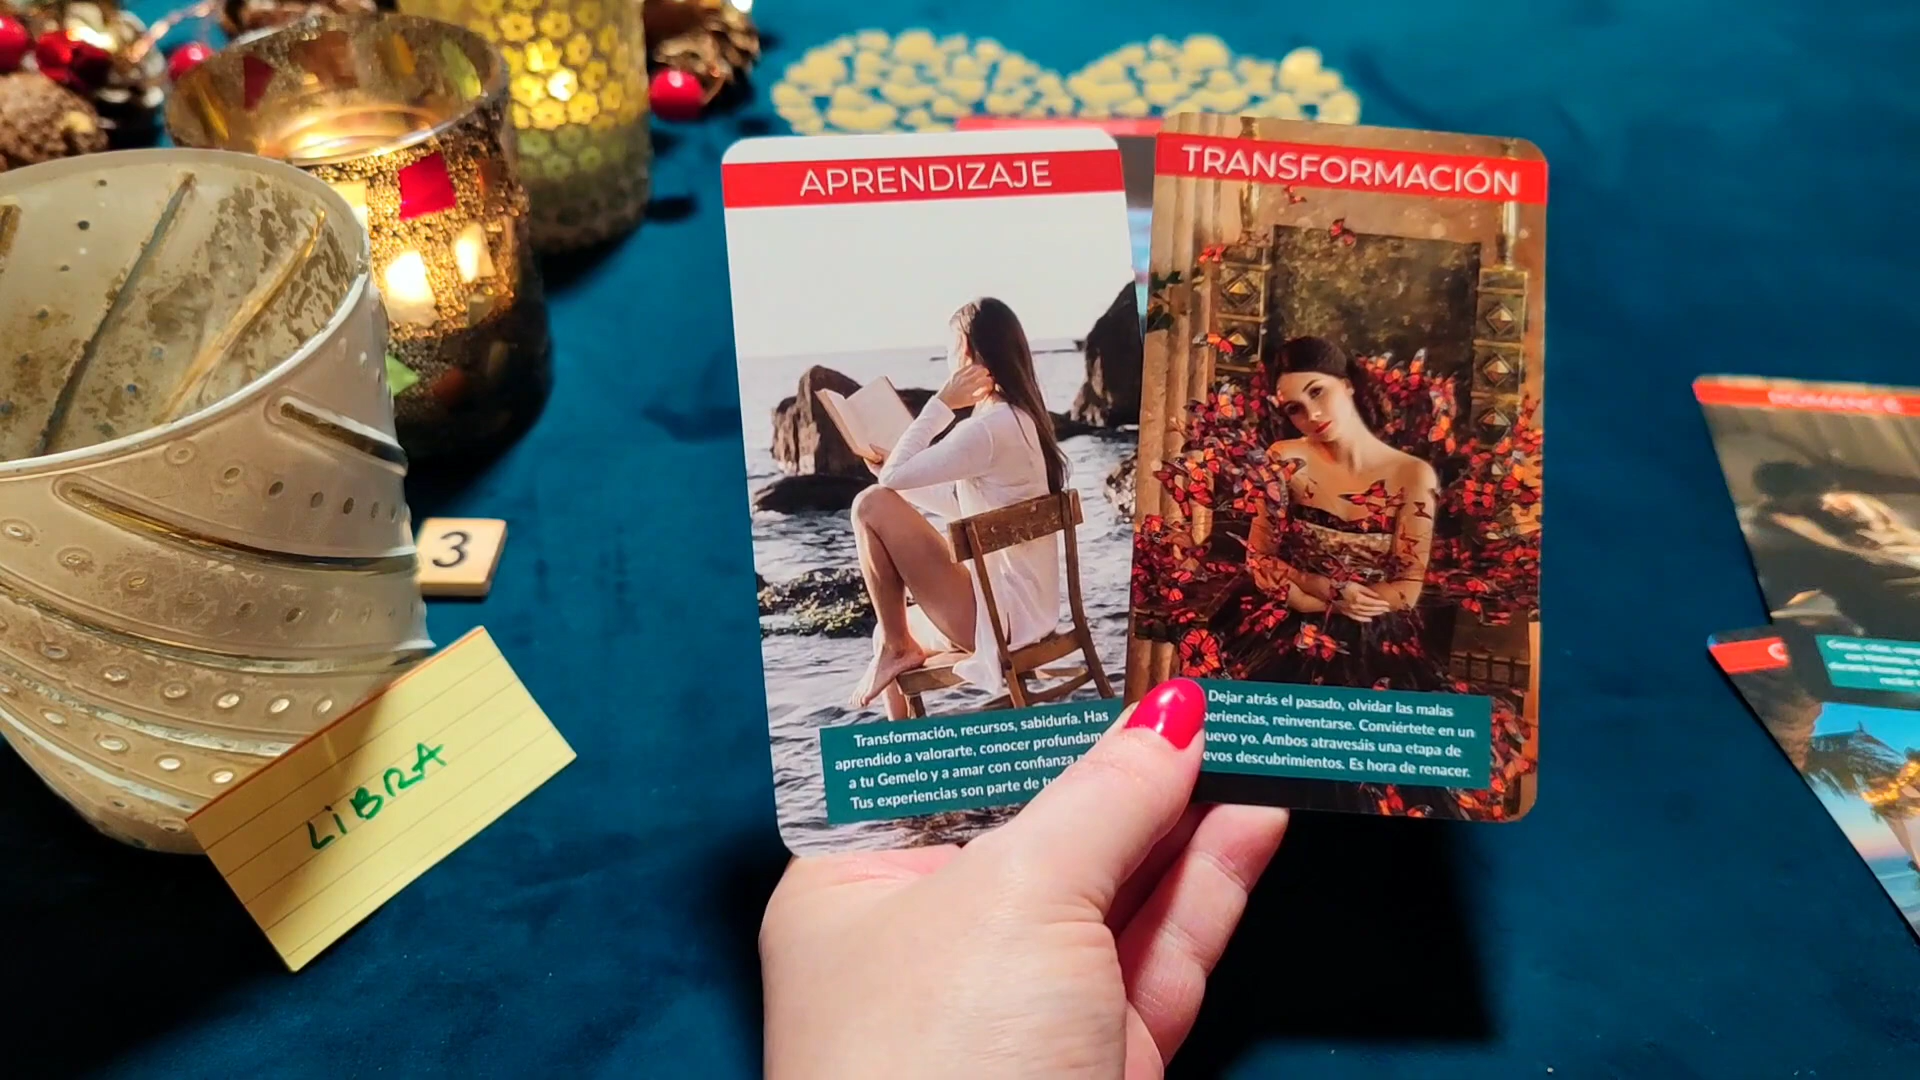 APRENDIZAJE
TRANSFORMACIÓN
ROMANCE
3
LiBRA
Transformación, recursos, sabiduría. Has
aprendido a valorarte, conocer profundam
a tu Gemelo y a amar con confianza
Tus experiencias son parte de
Dejar atrás el pasado, olvidar las malas
periencias, reinventarse. Conviértete en un
uevo yo. Ambos atravesáis una etapa de
evos descubrimientos. Es hora de renacer.